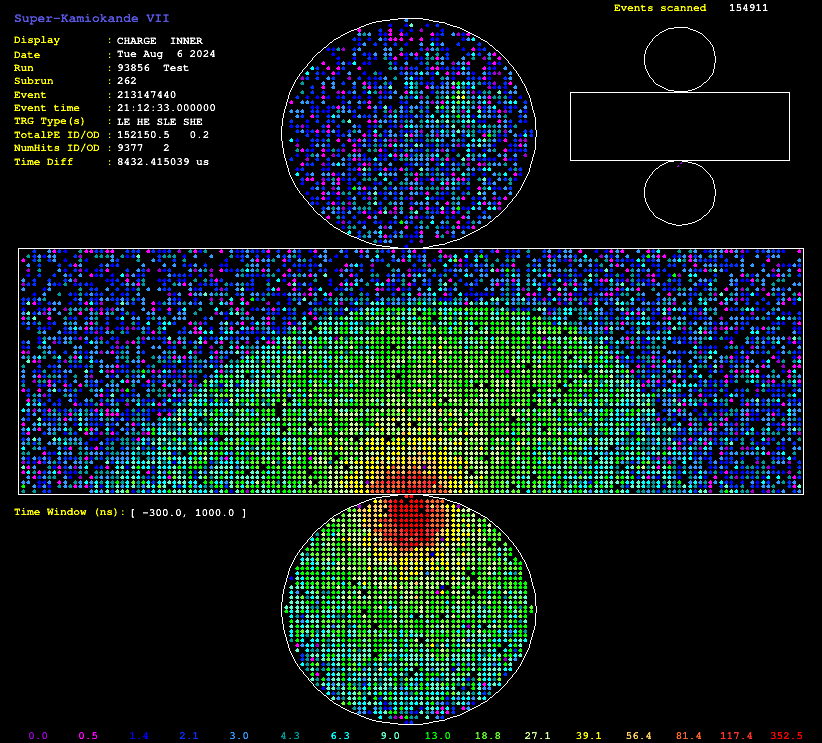 Super-Kamiokande VII
Events scanned 154911
Display : CHARGE INNER
Date : Tue Aug 6 2024
Run : 93856 Test
Subrun : 262
Event : 213147440
Event time : 21:12:33.000000
TRG Type(s) : LE HE SLE SHE
TotalPE ID/OD : 152150.5 0.2
NumHits ID/OD : 9377 2
Time Diff : 8432.415039 us
Time Window (ns): [ -300.0, 1000.0 ]
0.0 0.5 1.4 2.1 3.0 4.3 6.3 9.0 13.0 18.8 27.1 39.1 56.4 81.4 117.4 352.5